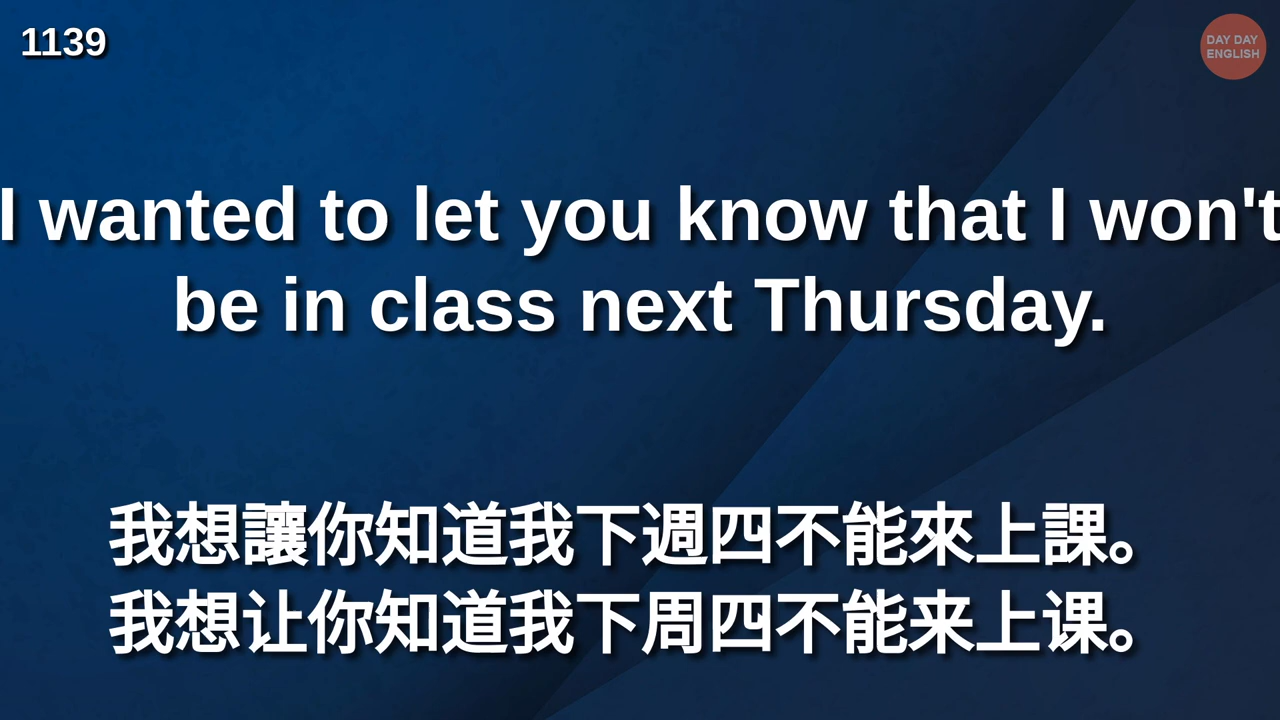 1139
DAY DAY
ENGLISH
I wanted to let you know that I won't
be in class next Thursday.
我想讓你知道我下週四不能來上課。
我想让你知道我下周四不能来上课。